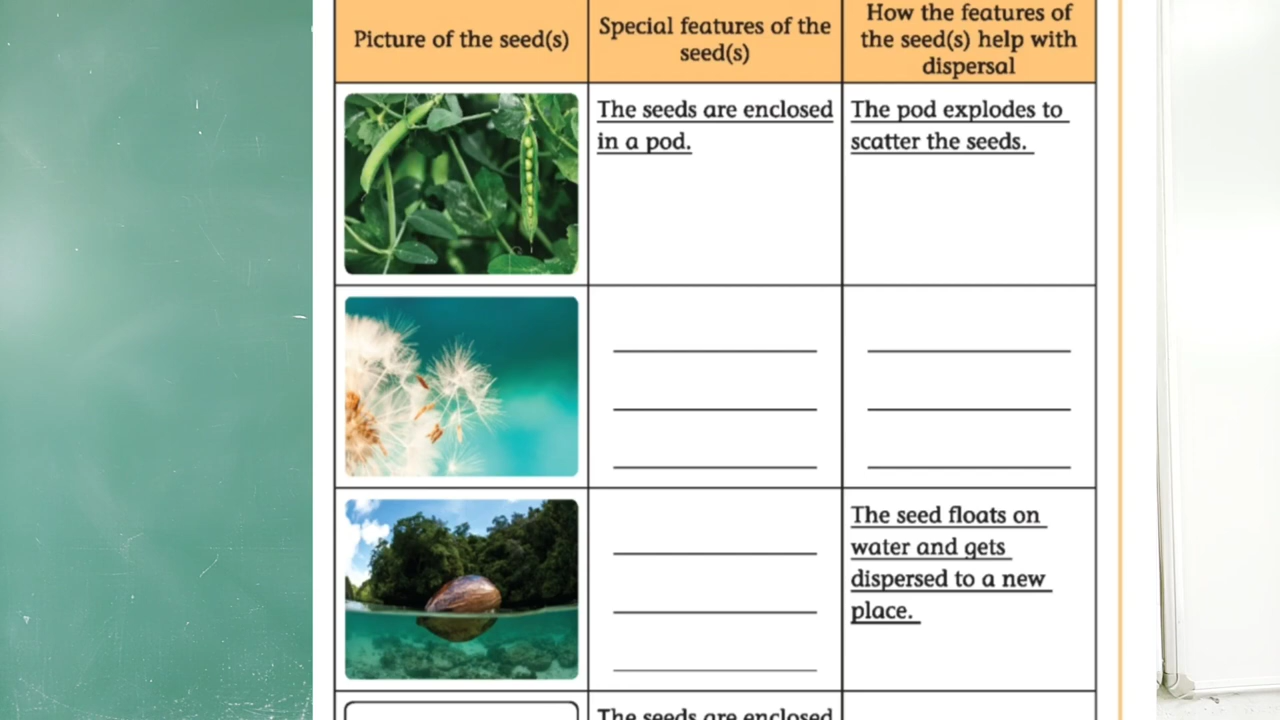 Picture of the seed(s)
Special features of the
seed(s)
How the features of
the seed(s) help with
dispersal
The seeds are enclosed
in a pod.
The pod explodes to
scatter the seeds.
The seed floats on
water and gets
dispersed to a new
place.
The seeds are enclosed